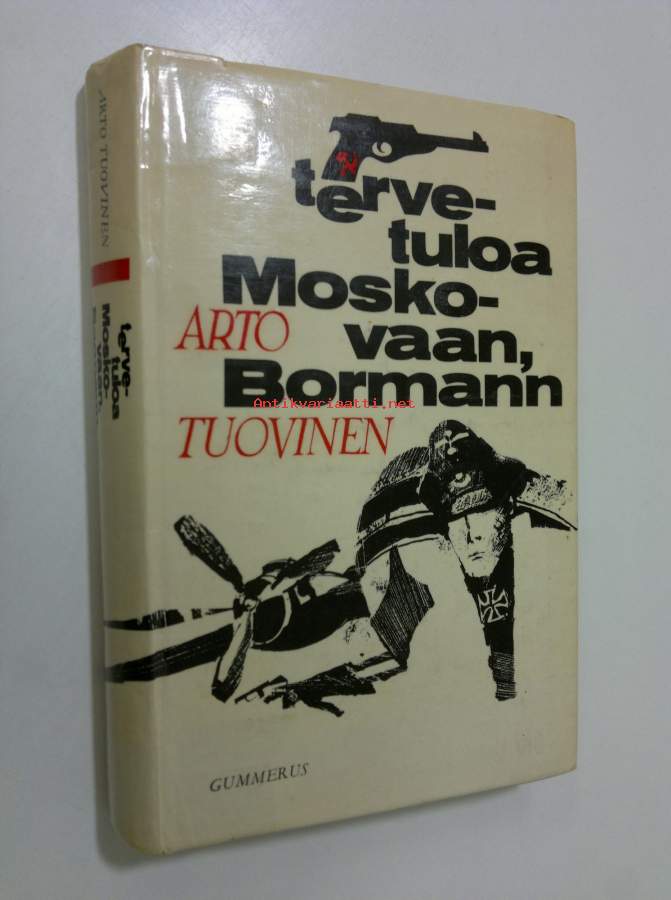 terve-
tuloa
Mosko-
vaan,
Bormann
ARTO
TUOVINEN
GUMMERUS
ARTO TUOVINEN
terve-
tuloa
Mosko-
vaan,
Antikvariaatti.net